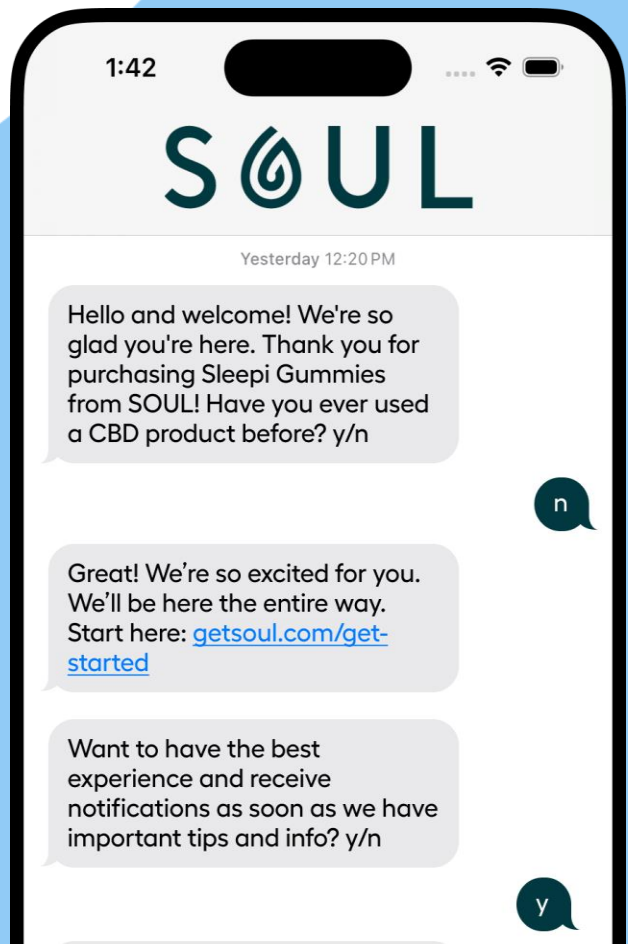 1:42
SOUL
Yesterday 12:20 PM
Hello and welcome! We're so
glad you're here. Thank you for
purchasing Sleepi Gummies
from SOUL! Have you ever used
a CBD product before? y/n
n
Great! We’re so excited for you.
We’ll be here the entire way.
Start here: getsoul.com/get-
started
Want to have the best
experience and receive
notifications as soon as we have
important tips and info? y/n
y